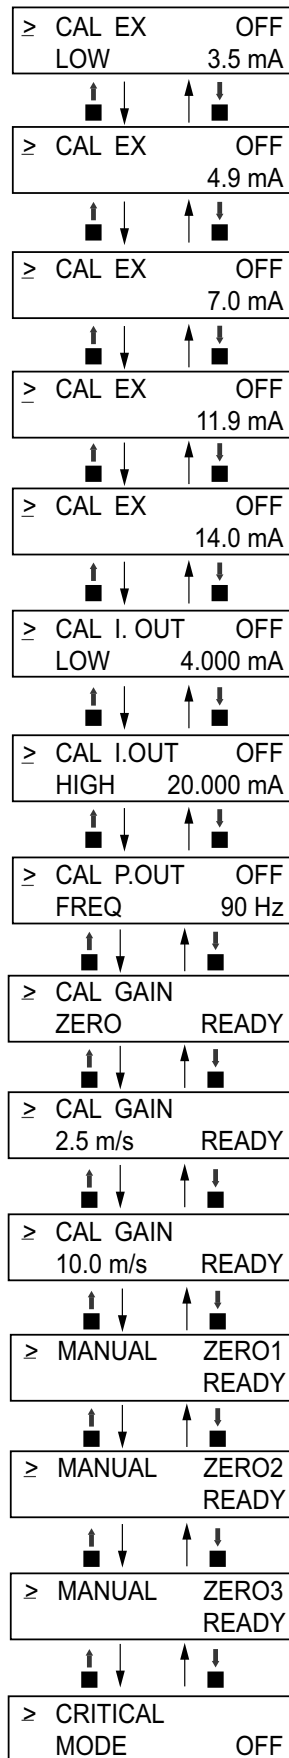 ≥ CAL EX OFF
LOW 3.5 mA
≥ CAL EX OFF
4.9 mA
≥ CAL EX OFF
7.0 mA
≥ CAL EX OFF
11.9 mA
≥ CAL EX OFF
14.0 mA
≥ CAL I. OUT OFF
LOW 4.000 mA
≥ CAL I.OUT OFF
HIGH 20.000 mA
≥ CAL P.OUT OFF
FREQ 90 Hz
≥ CAL GAIN
ZERO READY
≥ CAL GAIN
2.5 m/s READY
≥ CAL GAIN
10.0 m/s READY
≥ MANUAL ZERO1
READY
≥ MANUAL ZERO2
READY
≥ MANUAL ZERO3
READY
≥ CRITICAL
MODE OFF